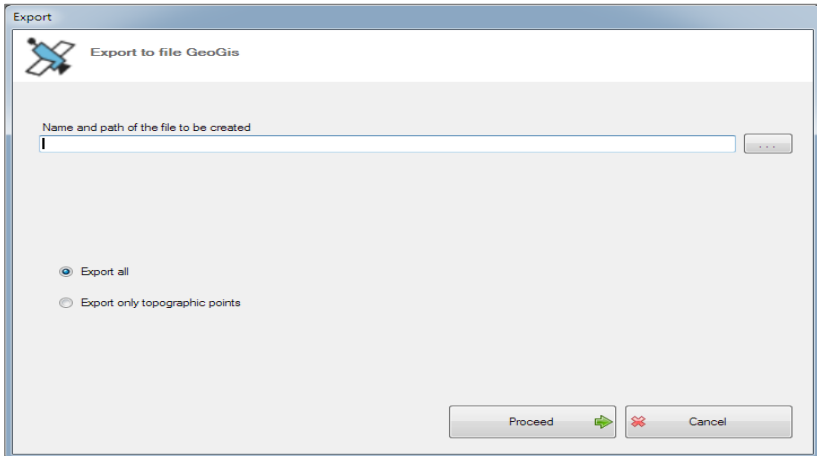 Export
Export to file GeoGis
Name and path of the file to be created
...
Export all
Export only topographic points
Proceed
Cancel